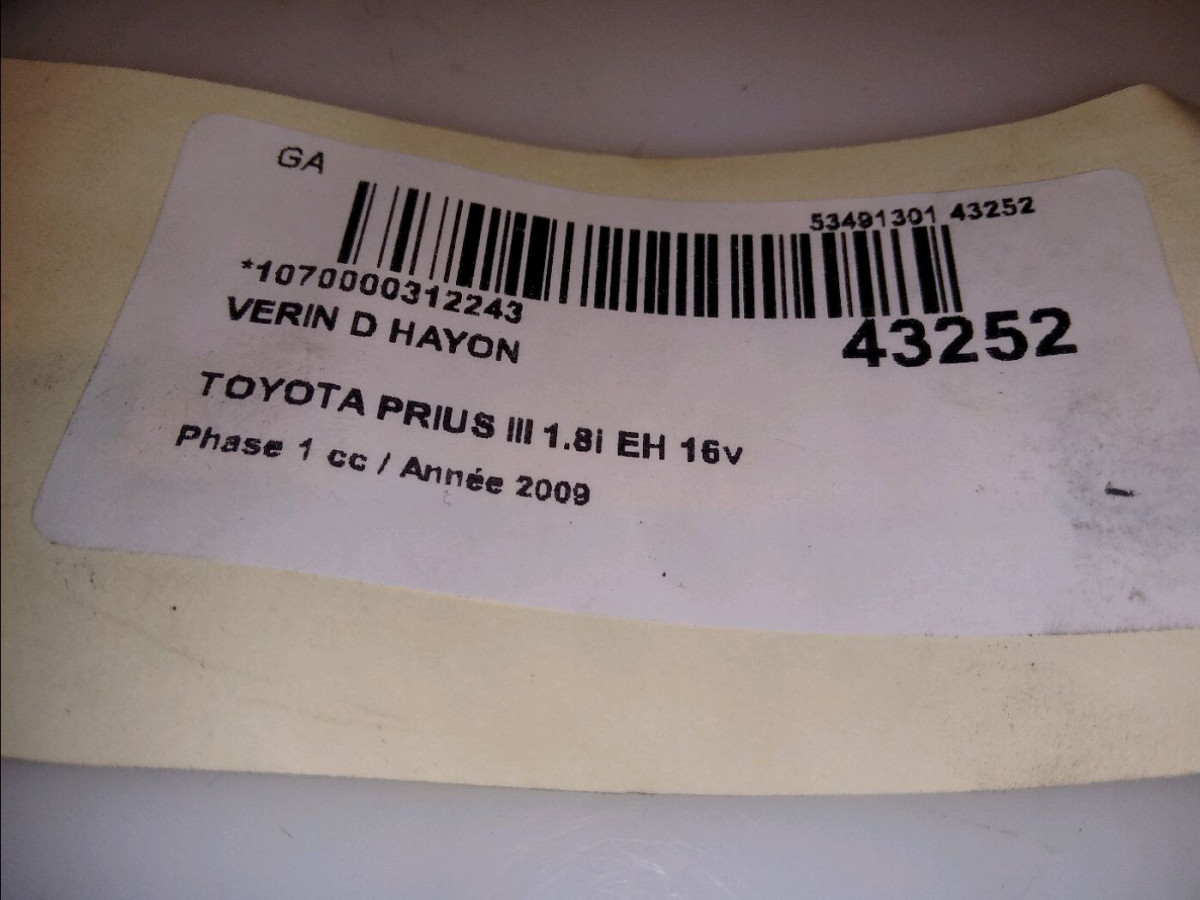 GA
53491301 43252
*1070000312243
43252
VERIN D HAYON
TOYOTA PRIUS III 1.8i EH 16v
Phase 1 cc / Année 2009